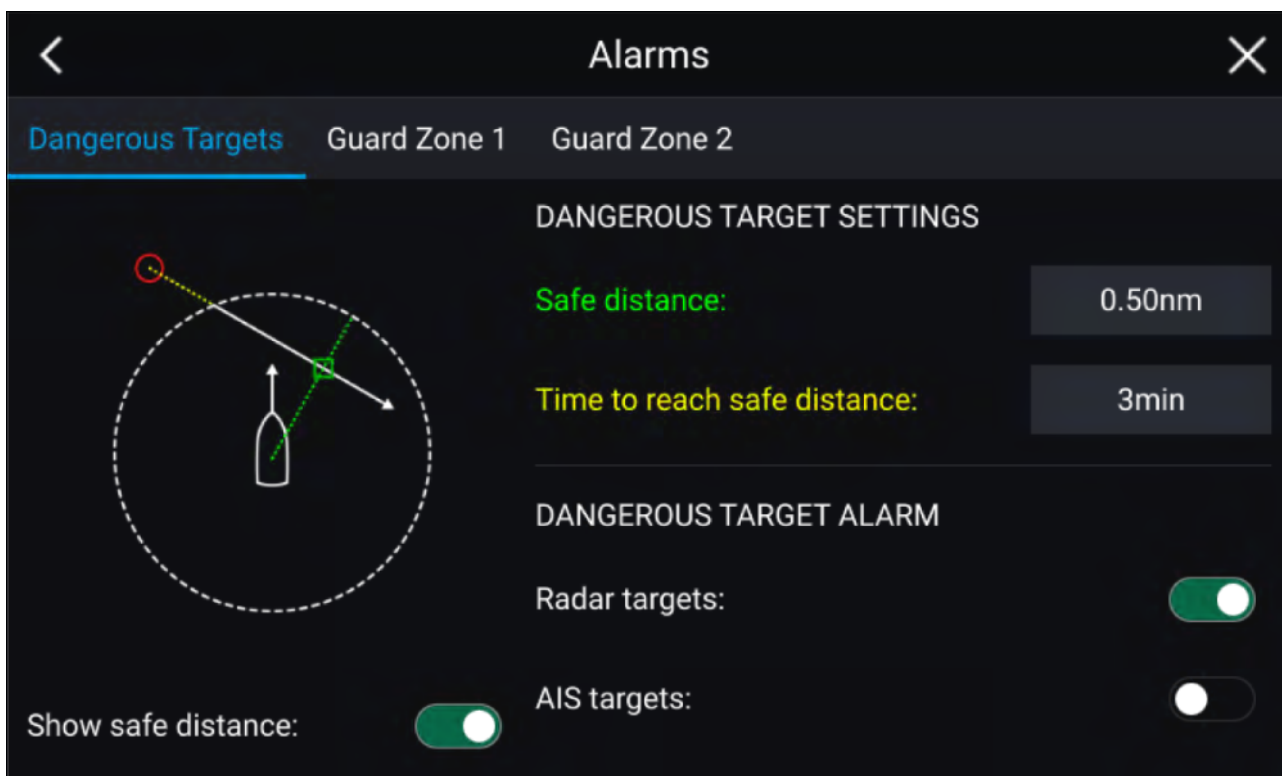 Alarms
Dangerous Targets Guard Zone 1 Guard Zone 2
DANGEROUS TARGET SETTINGS
Safe distance: 0.50nm
Time to reach safe distance: 3min
DANGEROUS TARGET ALARM
Radar targets:
AIS targets:
Show safe distance: